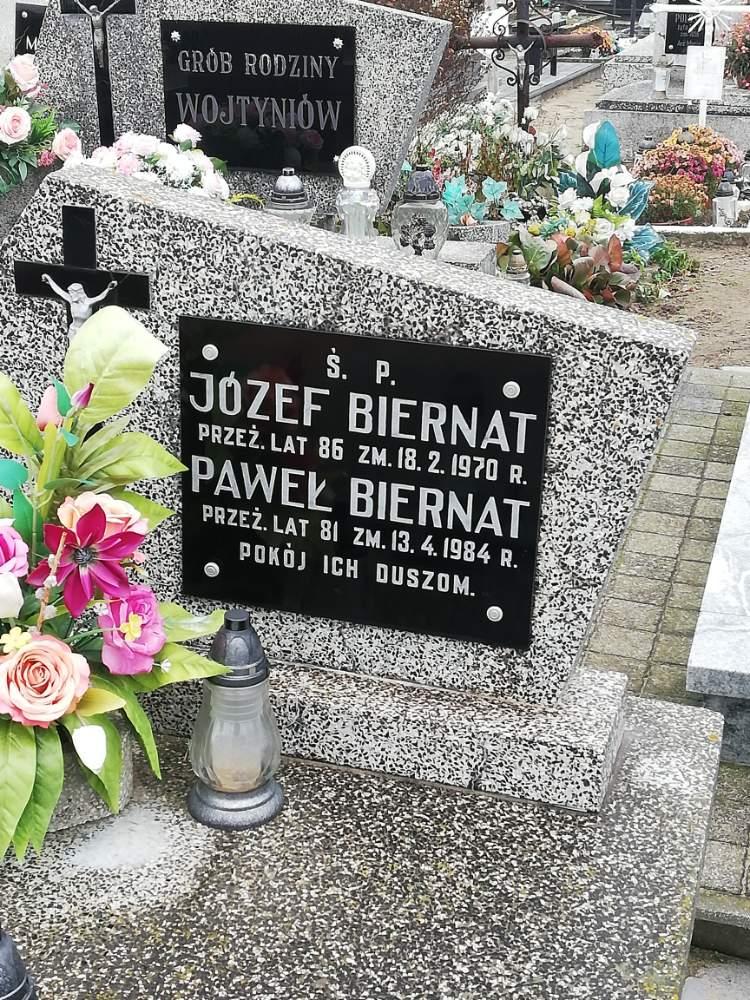 GRÓB RODZINY
WOJTYNIÓW
Ś. P.
JÓZEF BIERNAT
PRZEŻ. LAT 86 ZM. 18. 2. 1970 R.
PAWEŁ BIERNAT
PRZEŻ. LAT 81 ZM. 13. 4. 1984 R.
POKÓJ ICH DUSZOM.